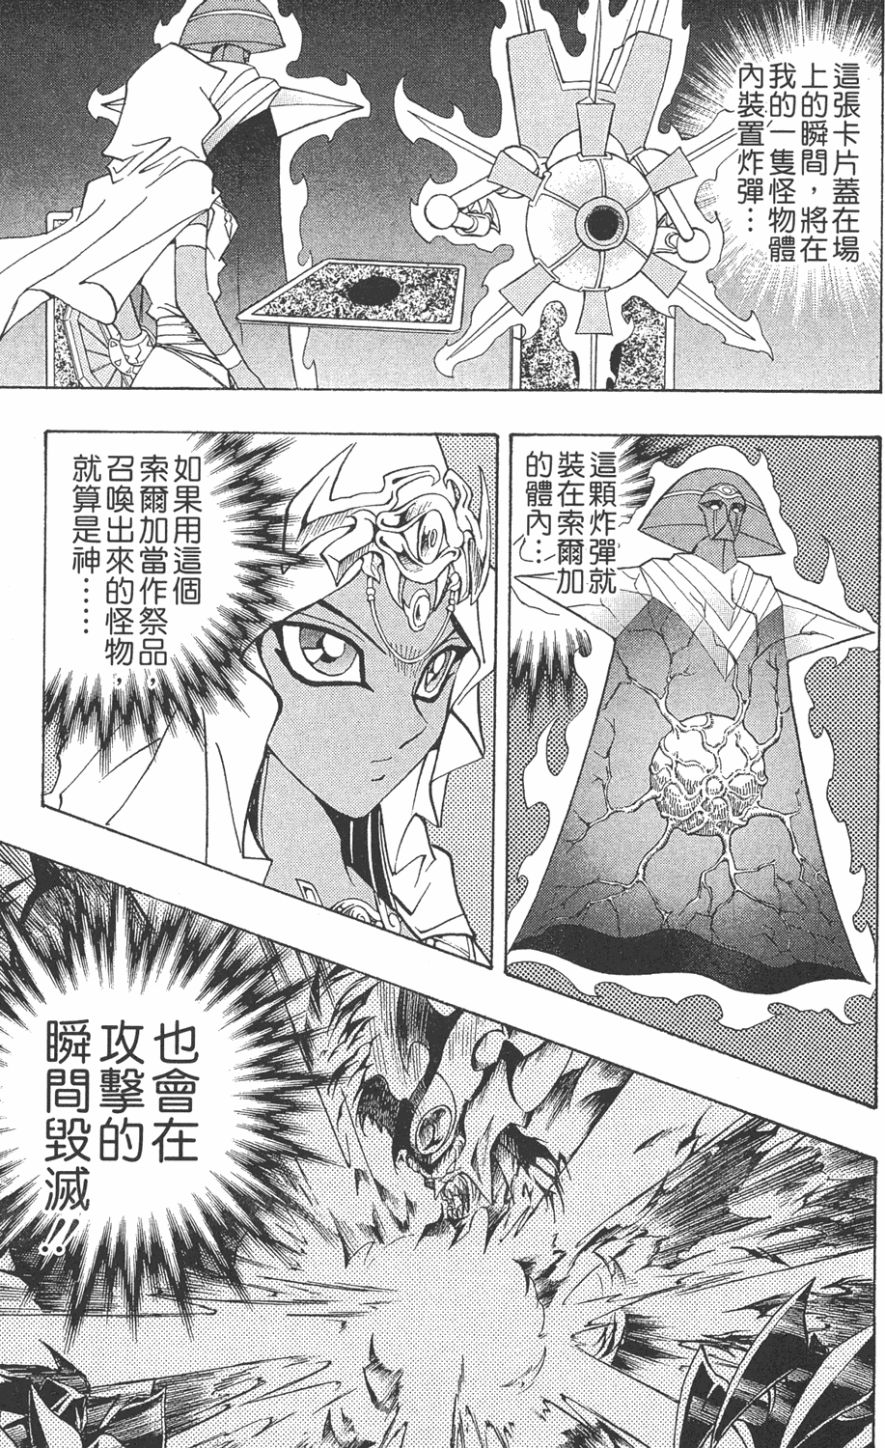 這張卡片蓋在場
上的瞬間，將在
我的一隻怪物體
內裝置炸彈…
這顆炸彈就
裝在索爾加
的體內…
如果用這個
索爾加當作祭品，
召喚出來的怪物，
就算是神……
也會在
攻擊的
瞬間毀滅!!